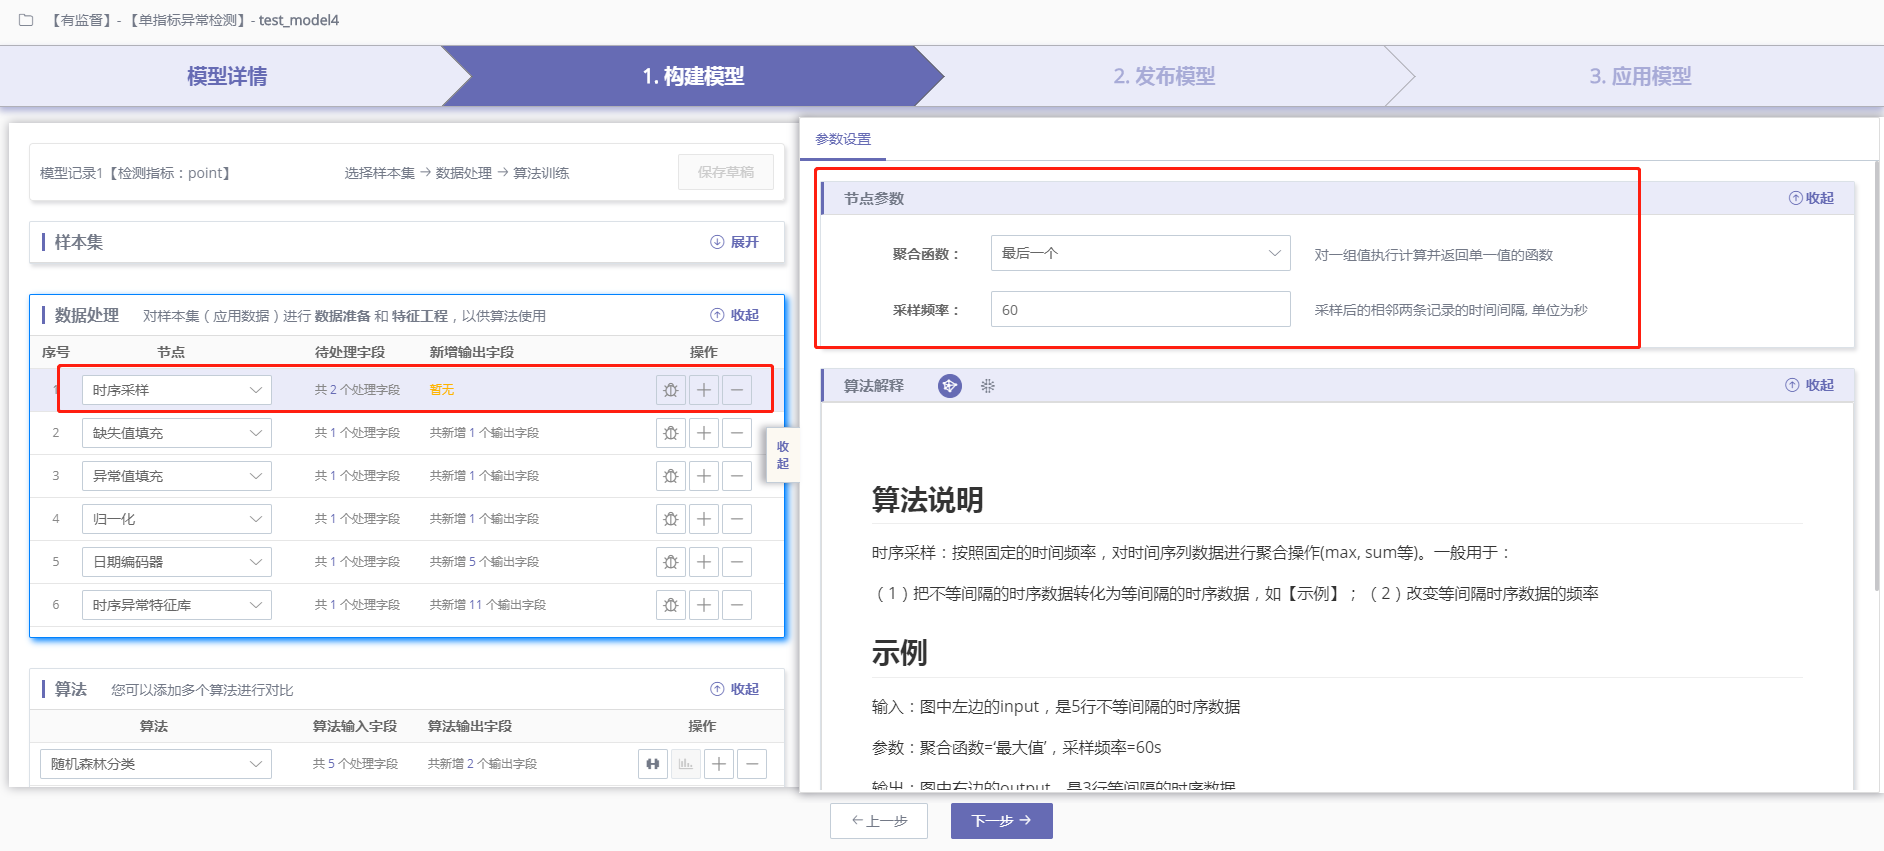 【有监督】 - 【单指标异常检测】 - test_model4
模型详情
1. 构建模型
2. 发布模型
3. 应用模型
模型记录1【检测指标：point】
选择样本集 → 数据处理 → 算法训练
保存草稿
样本集
展开
数据处理 对样本集（应用数据）进行 数据准备 和 特征工程，以供算法使用
收起
序号 节点 待处理字段 新增输出字段 操作
1 时序采样 共 2 个处理字段 暂无
2 缺失值填充 共 1 个处理字段 共新增 1 个输出字段
3 异常值填充 共 1 个处理字段 共新增 1 个输出字段
4 归一化 共 1 个处理字段 共新增 1 个输出字段
5 日期编码器 共 1 个处理字段 共新增 5 个输出字段
6 时序异常特征库 共 1 个处理字段 共新增 11 个输出字段
算法 您可以添加多个算法进行对比
收起
算法 算法输入字段 算法输出字段 操作
随机森林分类 共 5 个处理字段 共新增 2 个输出字段
收
起
参数设置
节点参数
收起
聚合函数： 最后一个 对一组值执行计算并返回单一值的函数
采样频率： 60 采样后的相邻两条记录的时间间隔, 单位为秒
算法解释
收起
算法说明
时序采样：按照固定的时间频率，对时间序列数据进行聚合操作(max, sum等)。一般用于：
（1）把不等间隔的时序数据转化为等间隔的时序数据，如【示例】；（2）改变等间隔时序数据的频率
示例
输入：图中左边的input，是5行不等间隔的时序数据
参数：聚合函数=‘最大值’，采样频率=60s
输出：图中右边的output，是3行等间隔的时序数据
← 上一步
下一步 →